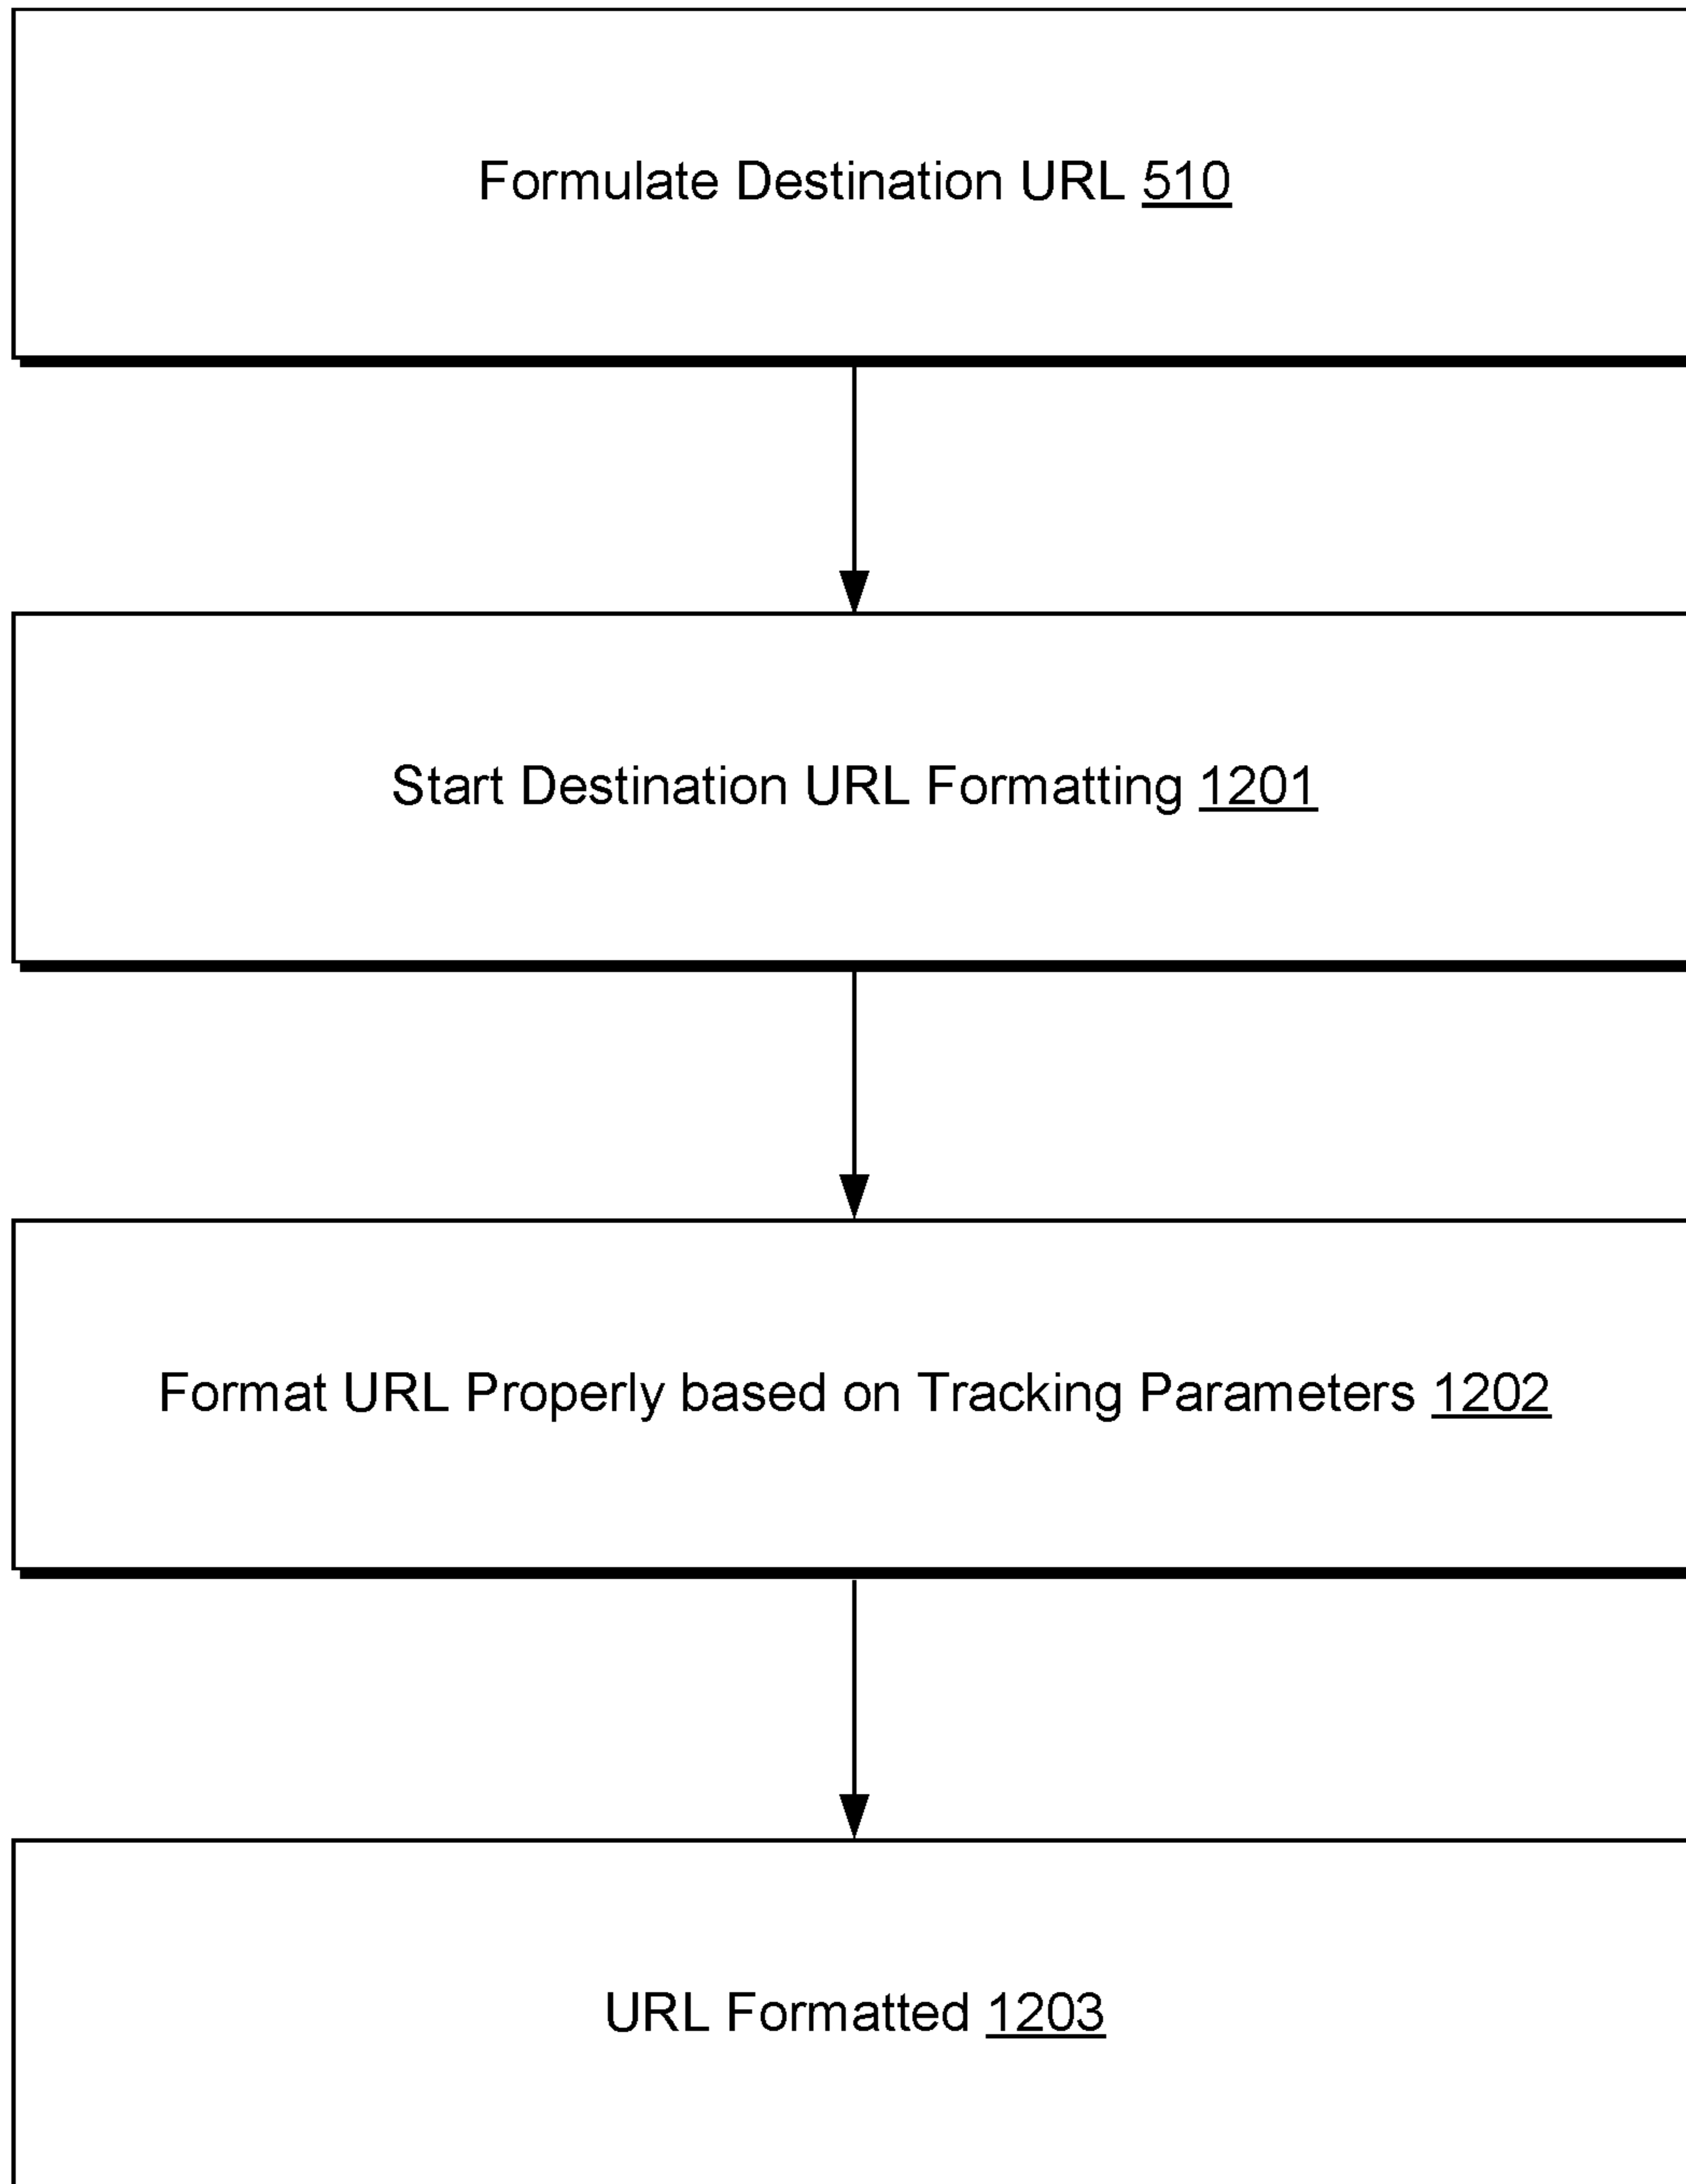 Formulate Destination URL 510
Start Destination URL Formatting 1201
Format URL Properly based on Tracking Parameters 1202
URL Formatted 1203